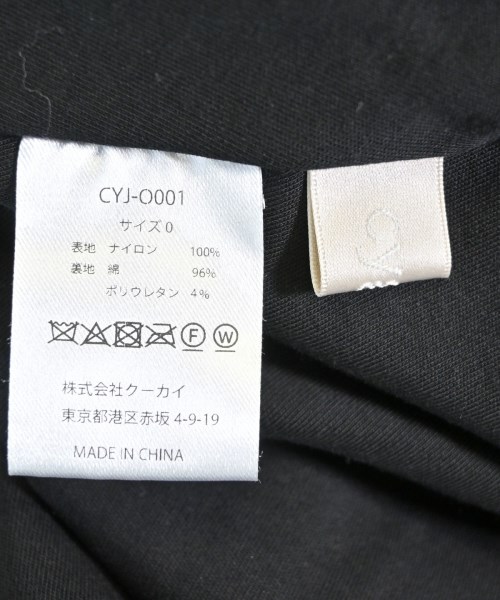 CYJ-O001
サイズ 0
表地 ナイロン 100%
裏地 綿 96%
ポリウレタン 4%
F W
株式会社クーカイ
東京都港区赤坂 4-9-19
MADE IN CHINA